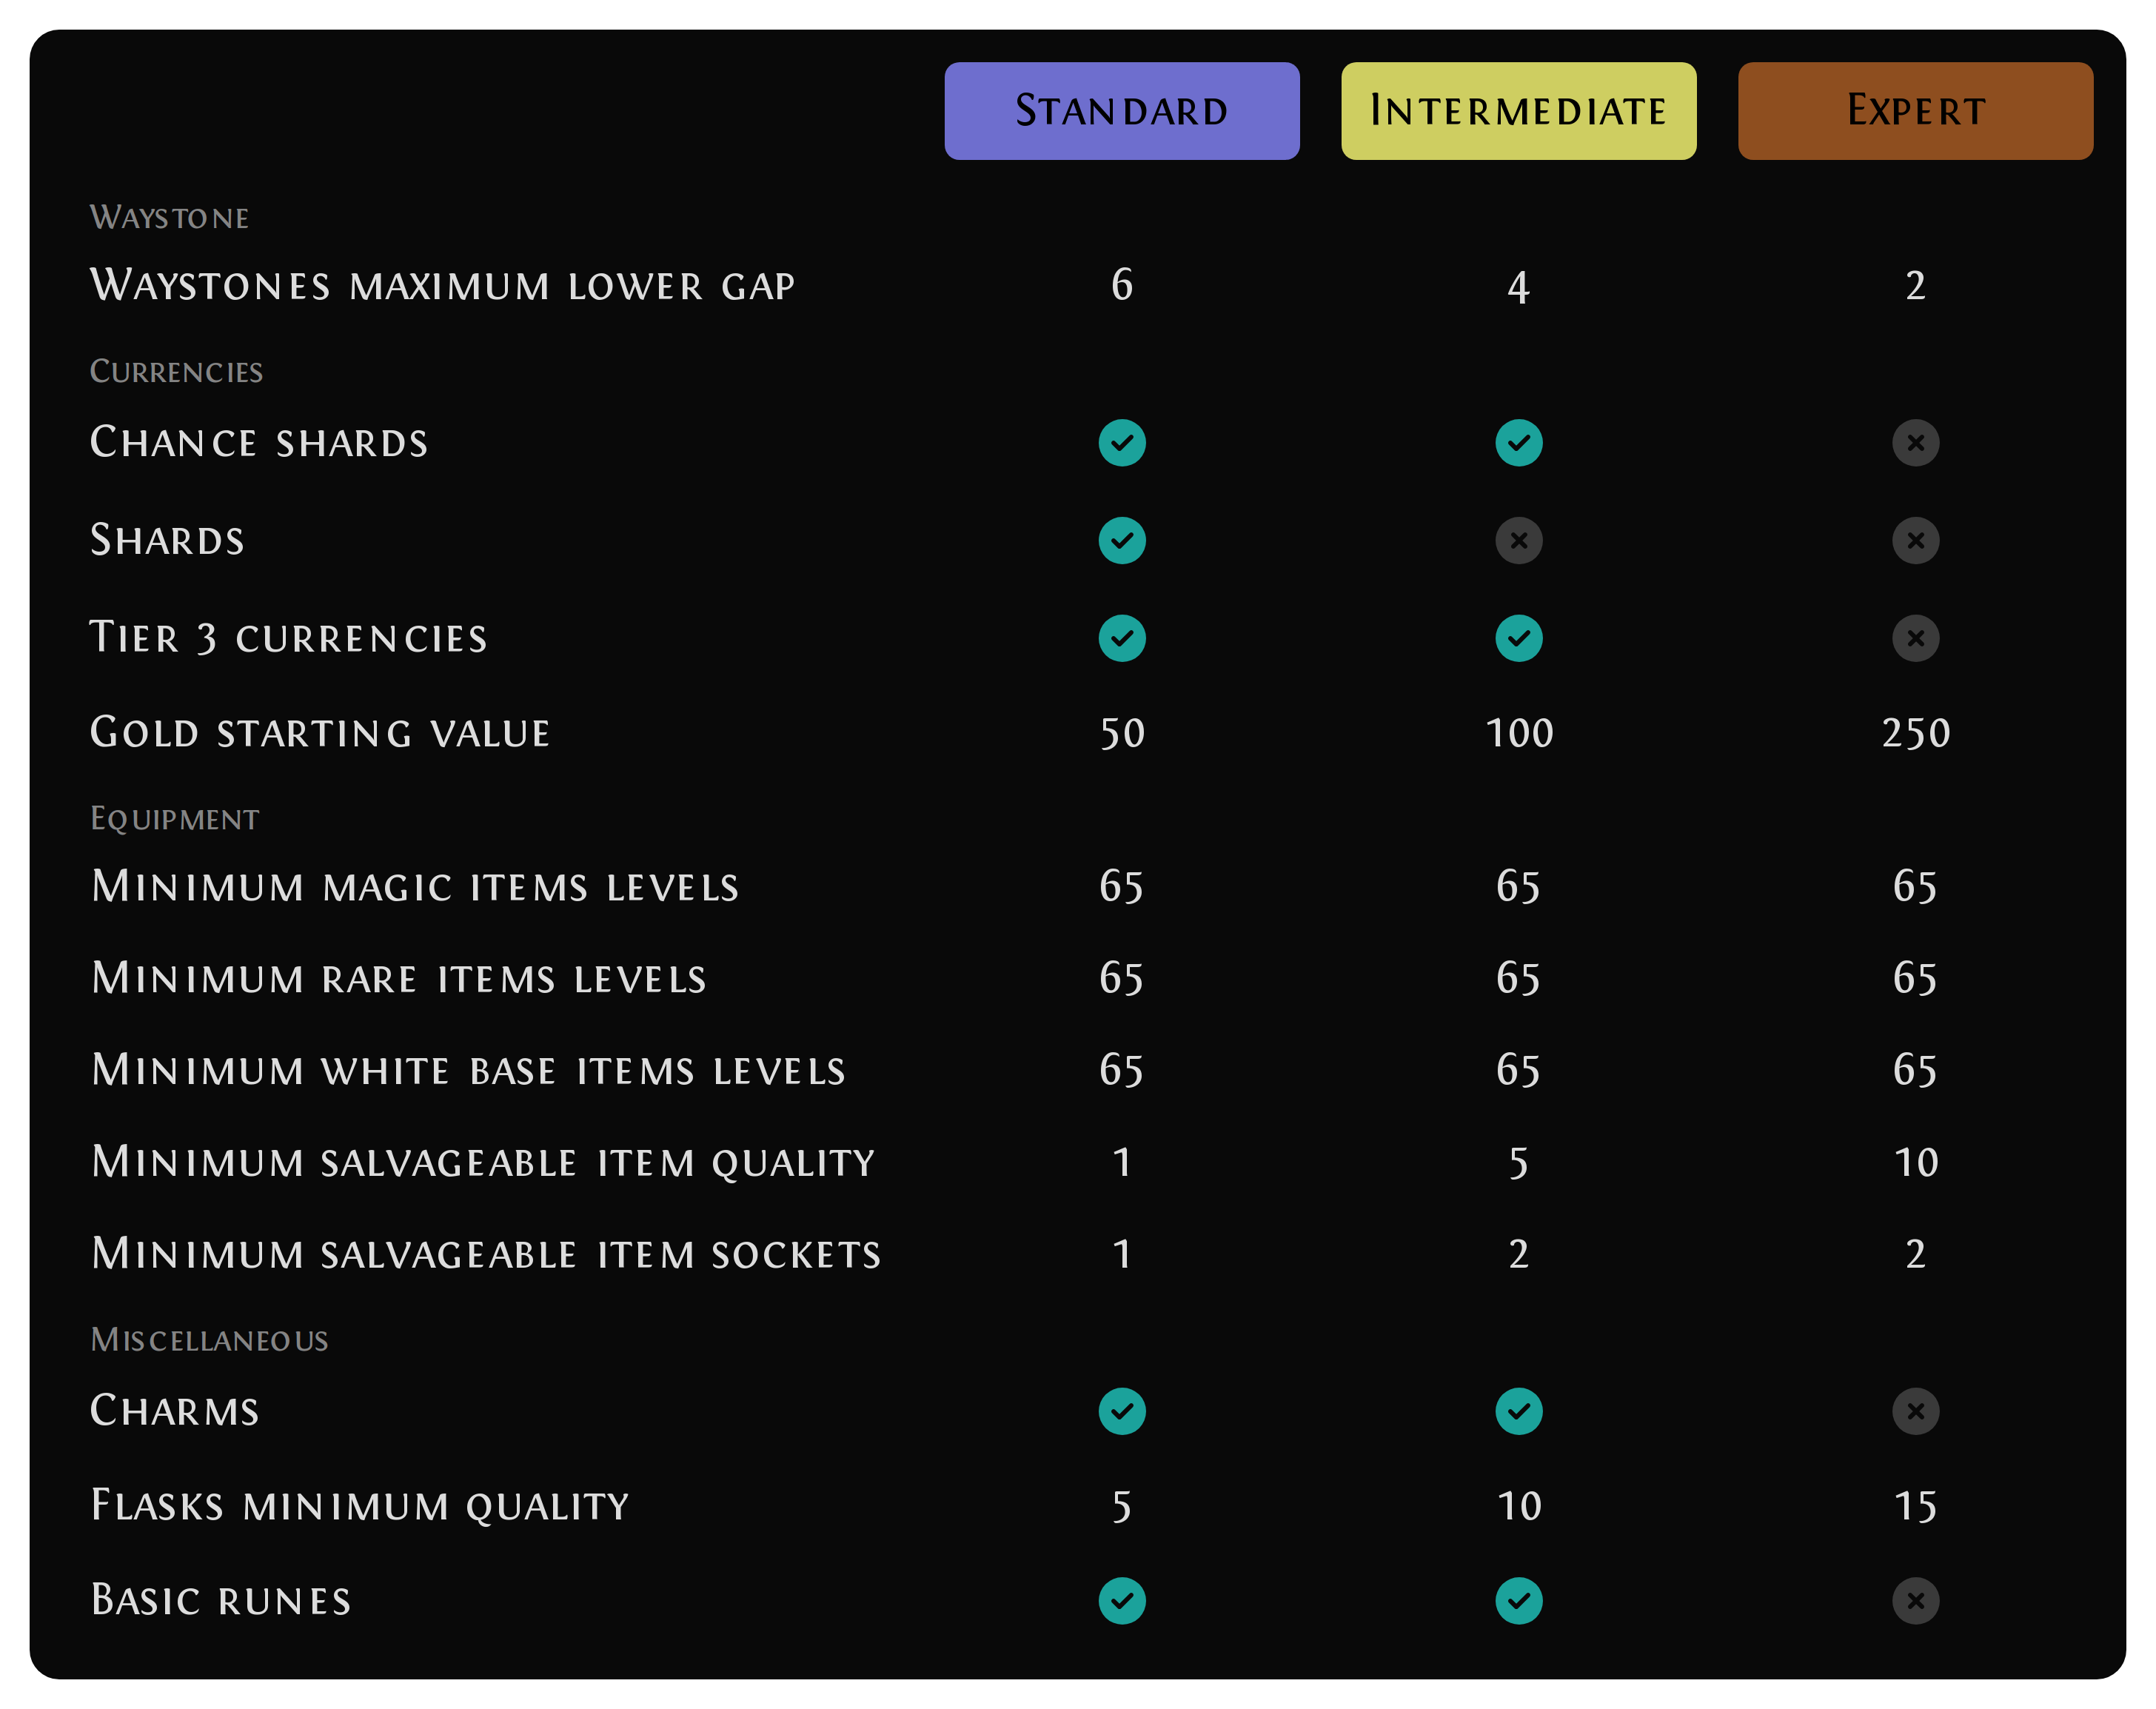 Standard Intermediate Expert
Waystone
Waystones maximum lower gap 6 4 2
Currencies
Chance shards
Shards
Tier 3 currencies
Gold starting value 50 100 250
Equipment
Minimum magic items levels 65 65 65
Minimum rare items levels 65 65 65
Minimum white base items levels 65 65 65
Minimum salvageable item quality 1 5 10
Minimum salvageable item sockets 1 2 2
Miscellaneous
Charms
Flasks minimum quality 5 10 15
Basic runes